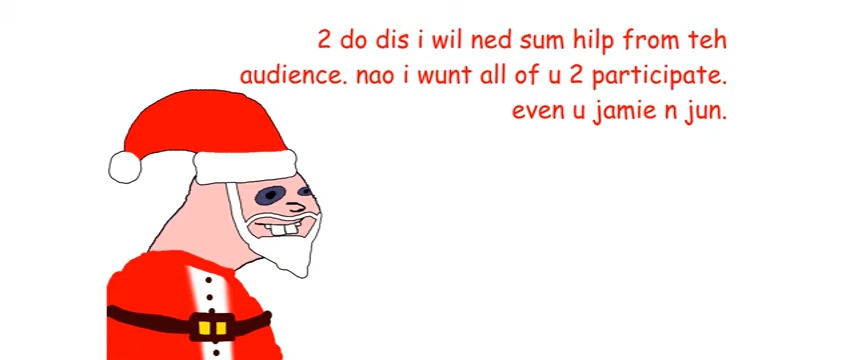 2 do dis i wil ned sum hilp from teh
audience. nao i wunt all of u 2 participate.
even u jamie n jun.